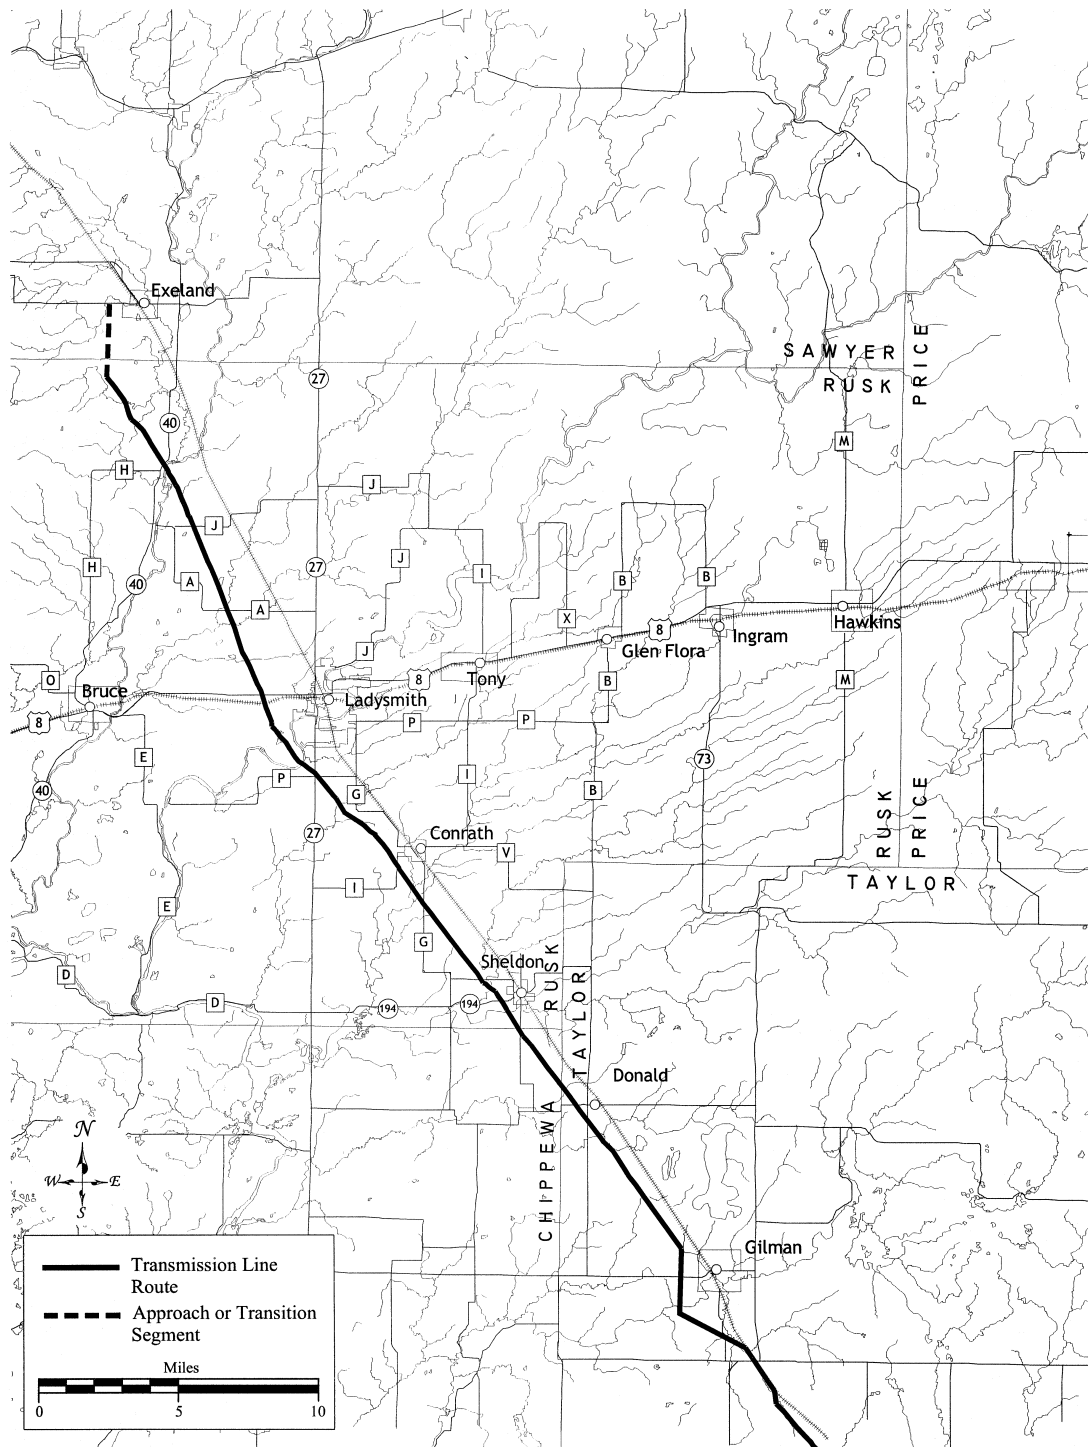 Exeland
SAWYER
RUSK
PRICE
27
40
M
H
J
J
H
40
A
A
27
J
I
X
B
B
8
Hawkins
Ingram
Glen Flora
J
O
Bruce
8
Tony
B
M
Ladysmith
8
P
P
E
P
I
73
40
G
B
RUSK
PRICE
27
Conrath
V
TAYLOR
I
E
G
D
Sheldon
RUSK
TAYLOR
D
194
194
Donald
CHIPPEWA
N
W
E
S
Gilman
Transmission Line
Route
Approach or Transition
Segment
Miles
0
5
10